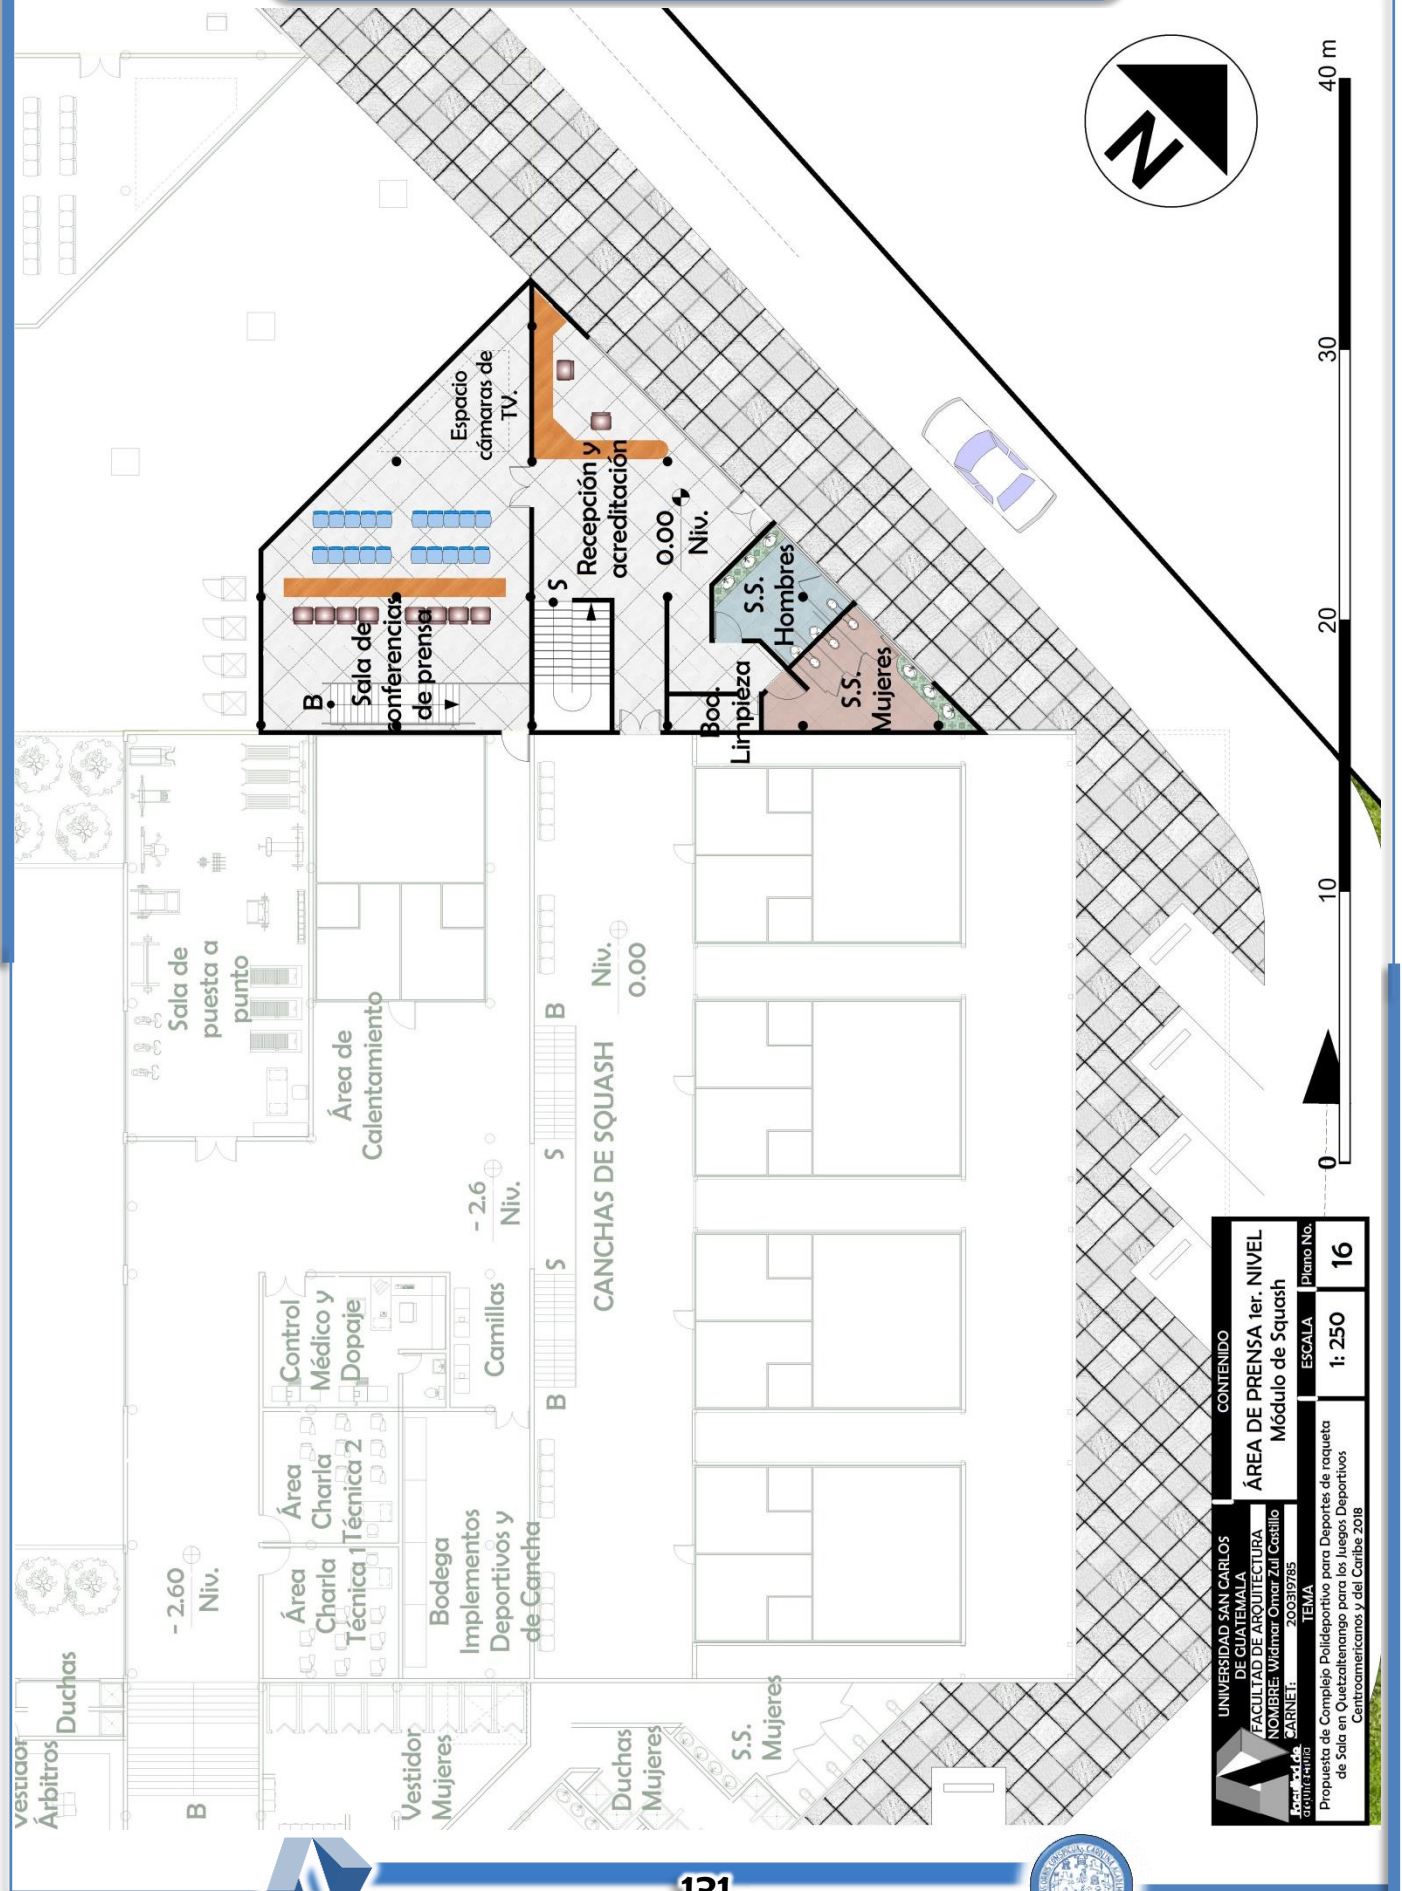 Espacio
cámaras de
TV.
Recepción y
acreditación
0.00
Niv.
S
Sala de
conferencias
de prensa
B
S.S.
Hombres
S.S.
Mujeres
Bod.
Limpieza
Sala de
puesta a
punto
Área de
Calentamiento
Niv.
0.00
B
S
CANCHAS DE SQUASH
- 2.6
Niv.
S
B
Control
Médico y
Dopaje
Camillas
Área
Charla
Técnica 2
Área
Charla
Técnica 1
Bodega
Implementos
Deportivos y
de Cancha
- 2.60
Niv.
Duchas
Vestidor
Árbitros
B
Vestidor
Mujeres
Duchas
Mujeres
S.S.
Mujeres
N
0
10
20
30
40 m
UNIVERSIDAD SAN CARLOS
DE GUATEMALA
FACULTAD DE ARQUITECTURA
NOMBRE: Widmar Omar Zul Castillo
CARNET: 200319785
facultad de
arquitectura
CONTENIDO
ÁREA DE PRENSA 1er. NIVEL
Módulo de Squash
TEMA
Propuesta de Complejo Polideportivo para Deportes de raqueta
de Sala en Quetzaltenango para los Juegos Deportivos
Centroamericanos y del Caribe 2018
ESCALA
1: 250
Plano No.
16
121